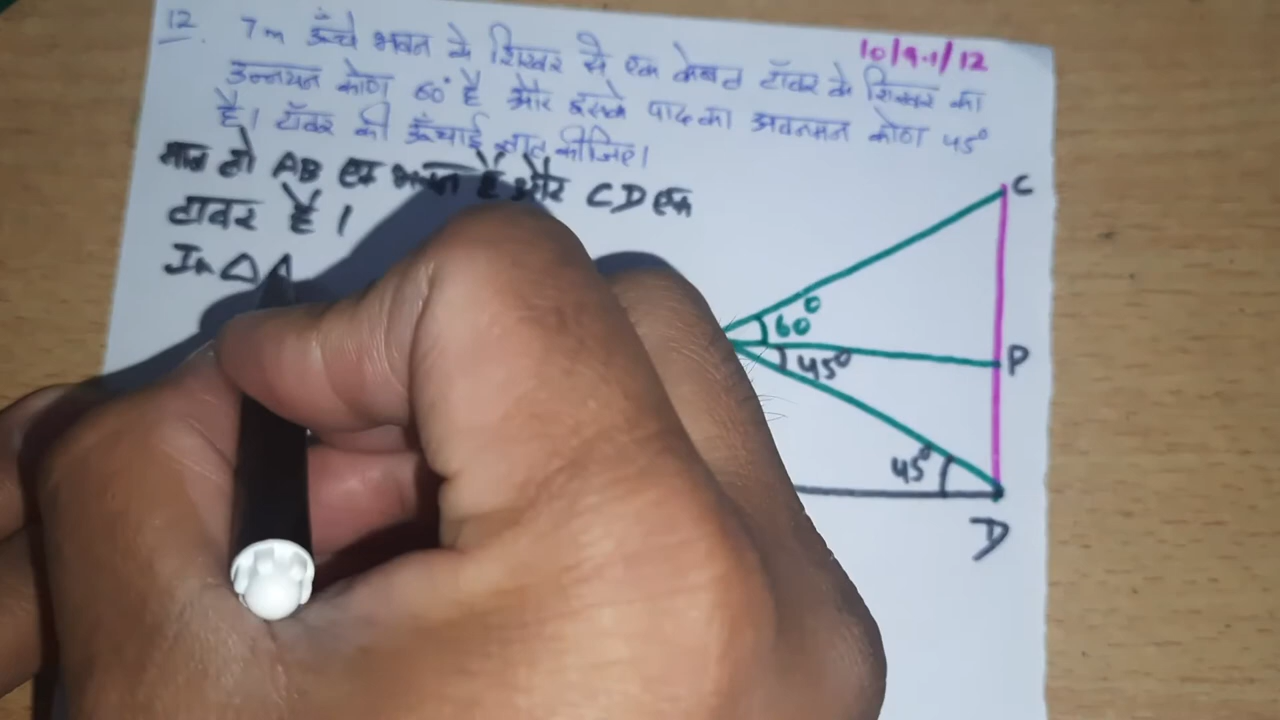 12. 7m ऊँचे भवन के शिखर से एक केबल टॉवर के शिखर का
10/9.1/12
उन्नयन कोण 60° है और इसके पाद का अवनमन कोण 45°
है। टॉवर की ऊँचाई ज्ञात कीजिए।
मान लो AB एक भवन है और CD एक
टावर है।
In △A
C
60°
45°
P
45°
D